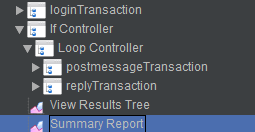 loginTransaction
If Controller
Loop Controller
postmessageTransaction
replyTransaction
View Results Tree
Summary Report